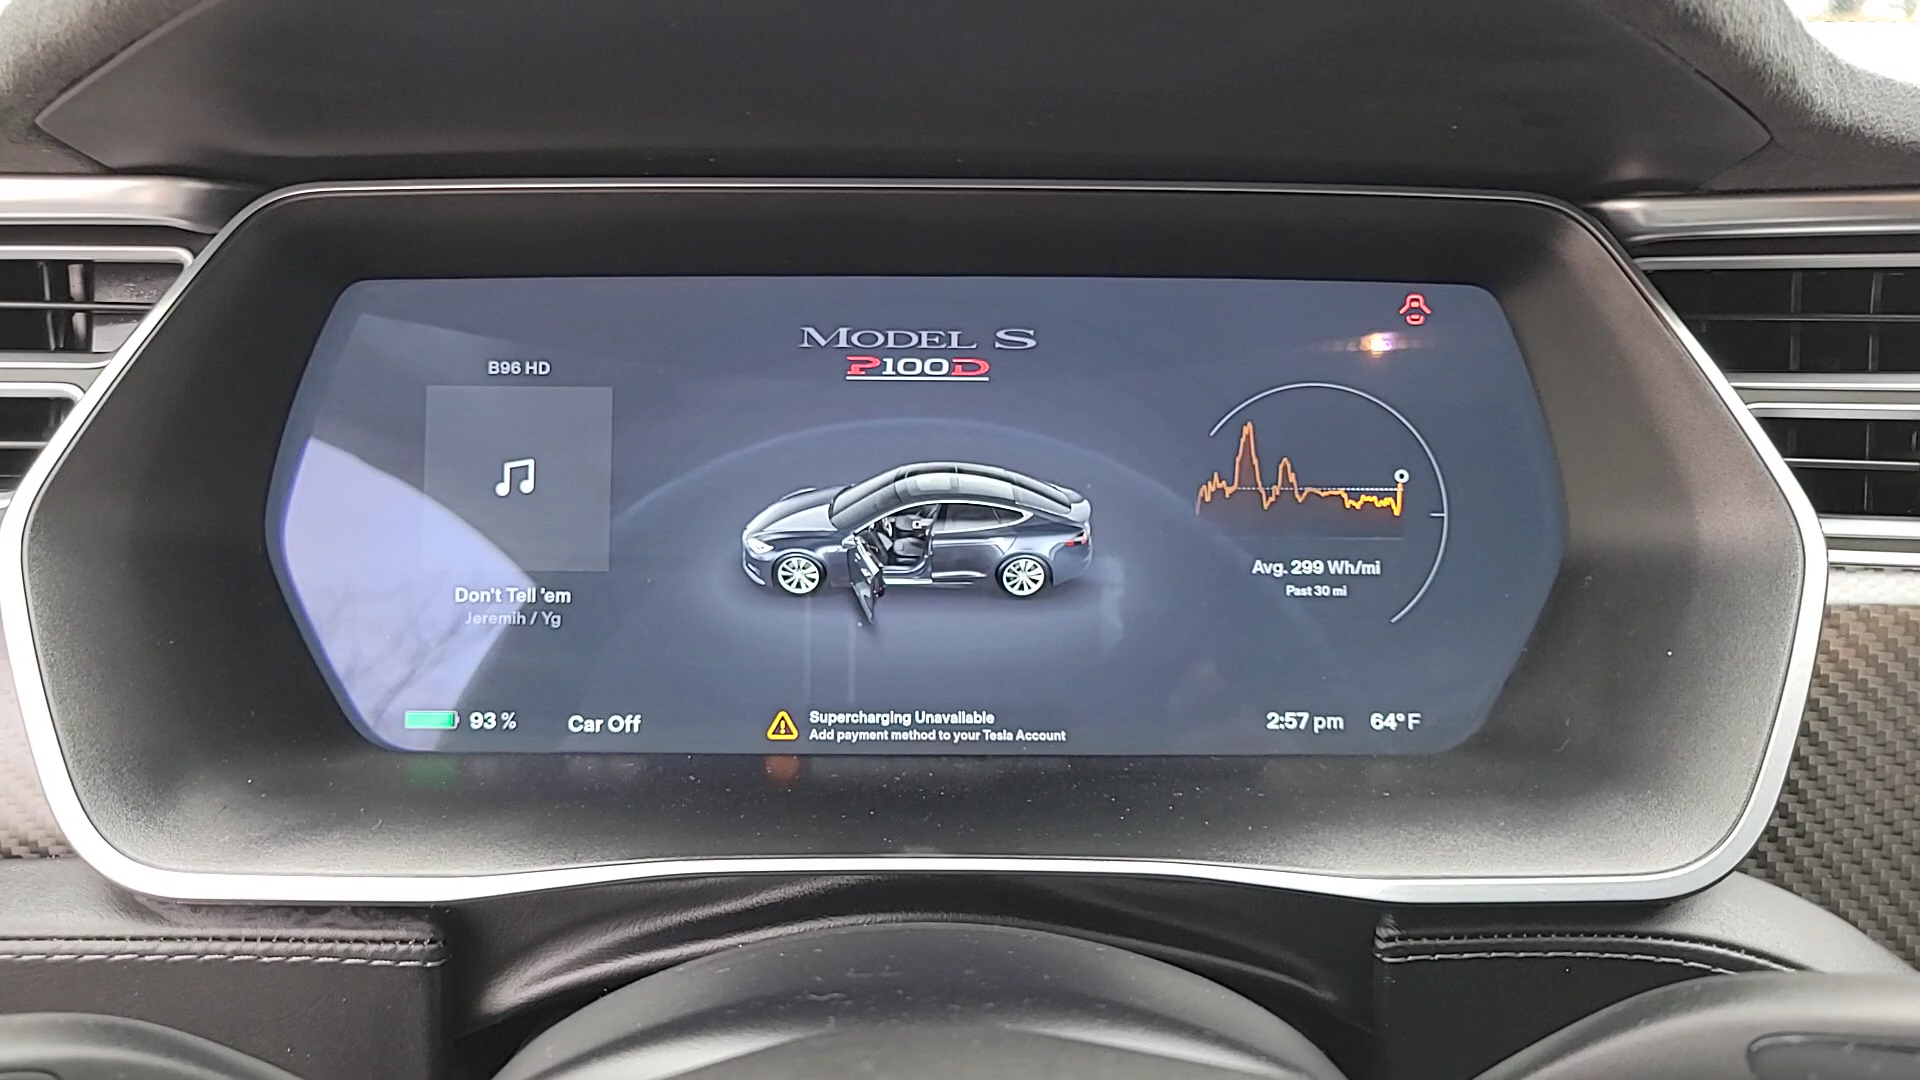 MODEL S
P100D
B96 HD
Don't Tell 'em
Jeremih / Yg
Avg. 299 Wh/mi
Past 30 mi
93 %
Car Off
Supercharging Unavailable
Add payment method to your Tesla Account
2:57 pm
64°F